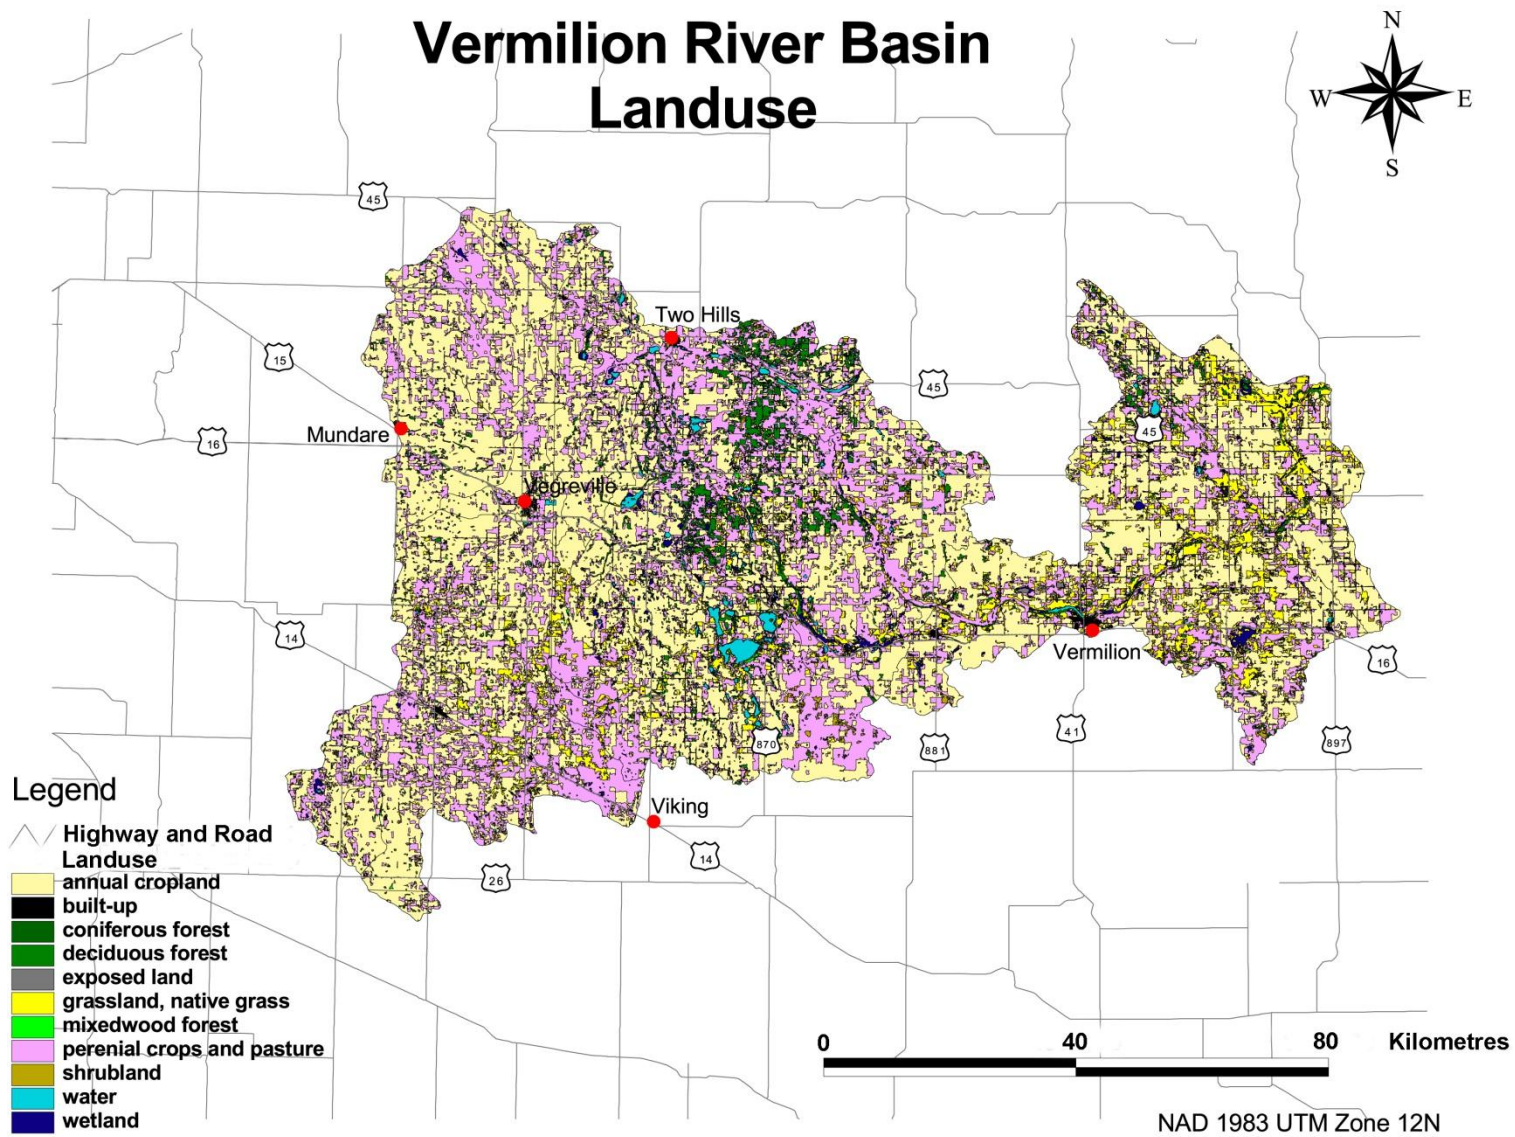 Vermilion River Basin
Landuse
N
W
E
S
45
Two Hills
15
45
Mundare
16
45
Vegreville
14
Vermilion
16
870
881
41
897
Viking
14
26
Legend
Highway and Road
Landuse
annual cropland
built-up
coniferous forest
deciduous forest
exposed land
grassland, native grass
mixedwood forest
perenial crops and pasture
shrubland
water
wetland
0
40
80
Kilometres
NAD 1983 UTM Zone 12N